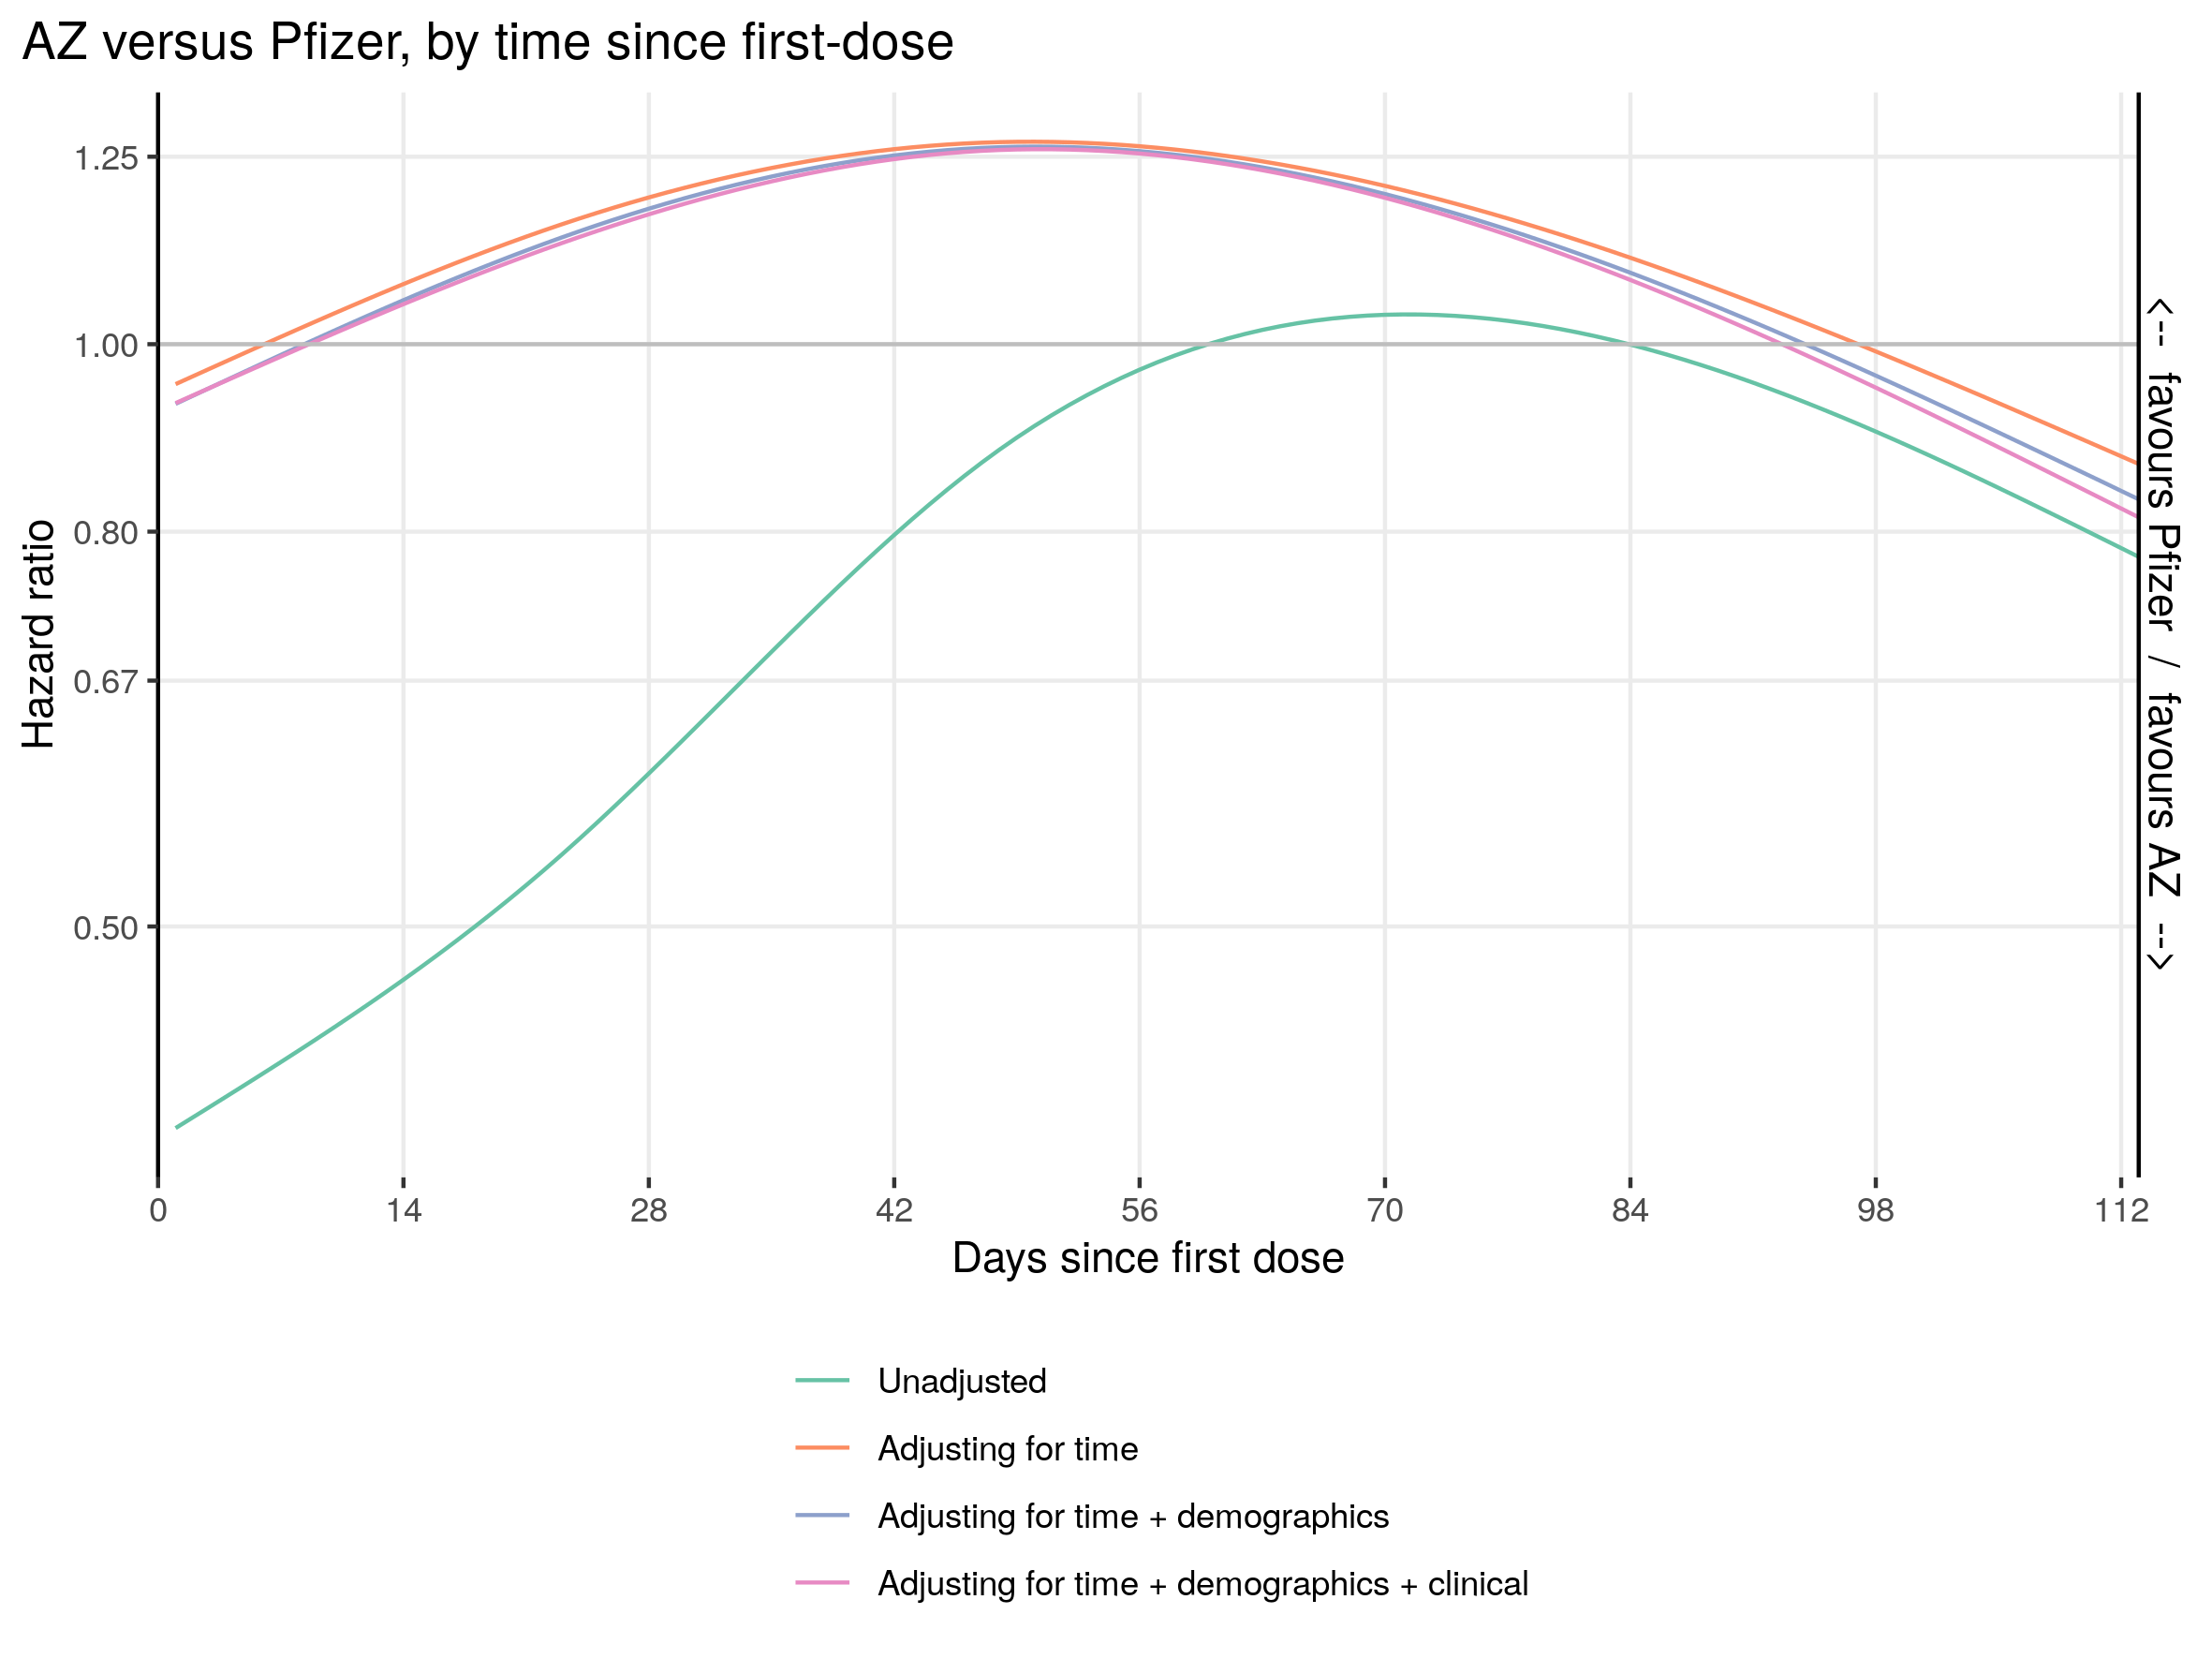 AZ versus Pfizer, by time since first-dose
1.25
1.00
0.80
0.67
0.50
Hazard ratio
<-- favours Pfizer / favours AZ -->
0 14 28 42 56 70 84 98 112
Days since first dose
Unadjusted
Adjusting for time
Adjusting for time + demographics
Adjusting for time + demographics + clinical